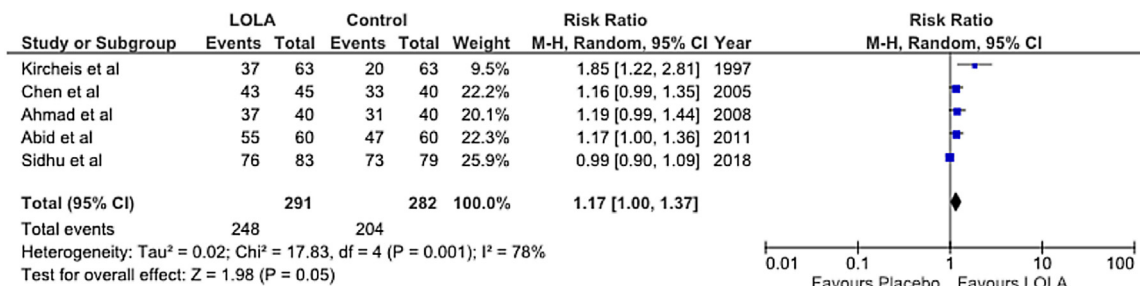 LOLA Control Risk Ratio Risk Ratio
Study or Subgroup Events Total Events Total Weight M-H, Random, 95% CI Year M-H, Random, 95% CI
Kircheis et al 37 63 20 63 9.5% 1.85 [1.22, 2.81] 1997
Chen et al 43 45 33 40 22.2% 1.16 [0.99, 1.35] 2005
Ahmad et al 37 40 31 40 20.1% 1.19 [0.99, 1.44] 2008
Abid et al 55 60 47 60 22.3% 1.17 [1.00, 1.36] 2011
Sidhu et al 76 83 73 79 25.9% 0.99 [0.90, 1.09] 2018
Total (95% CI) 291 282 100.0% 1.17 [1.00, 1.37]
Total events 248 204
Heterogeneity: Tau² = 0.02; Chi² = 17.83, df = 4 (P = 0.001); I² = 78%
Test for overall effect: Z = 1.98 (P = 0.05)
0.01 0.1 1 10 100
Favours Placebo Favours LOLA